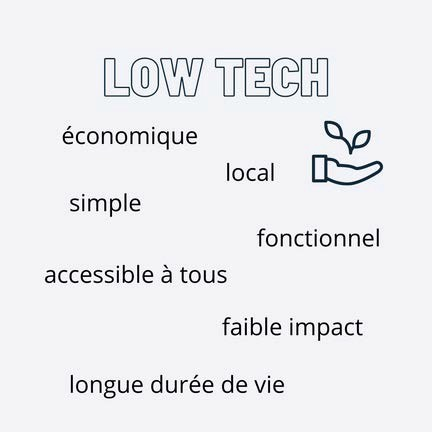 LOW TECH
économique
local
simple
fonctionnel
accessible à tous
faible impact
longue durée de vie